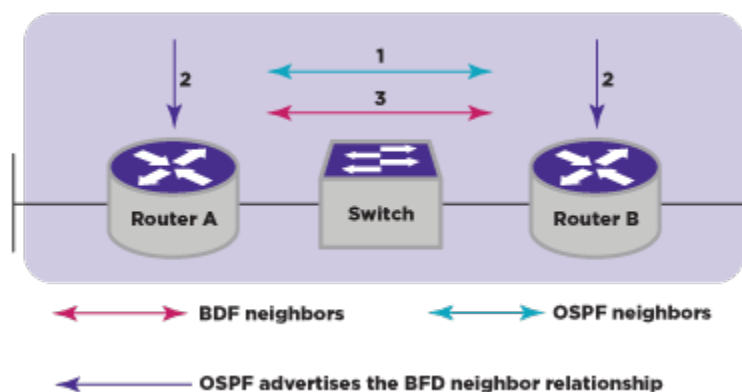 1
2
3
2
Router A
Switch
Router B
BDF neighbors
OSPF neighbors
OSPF advertises the BFD neighbor relationship